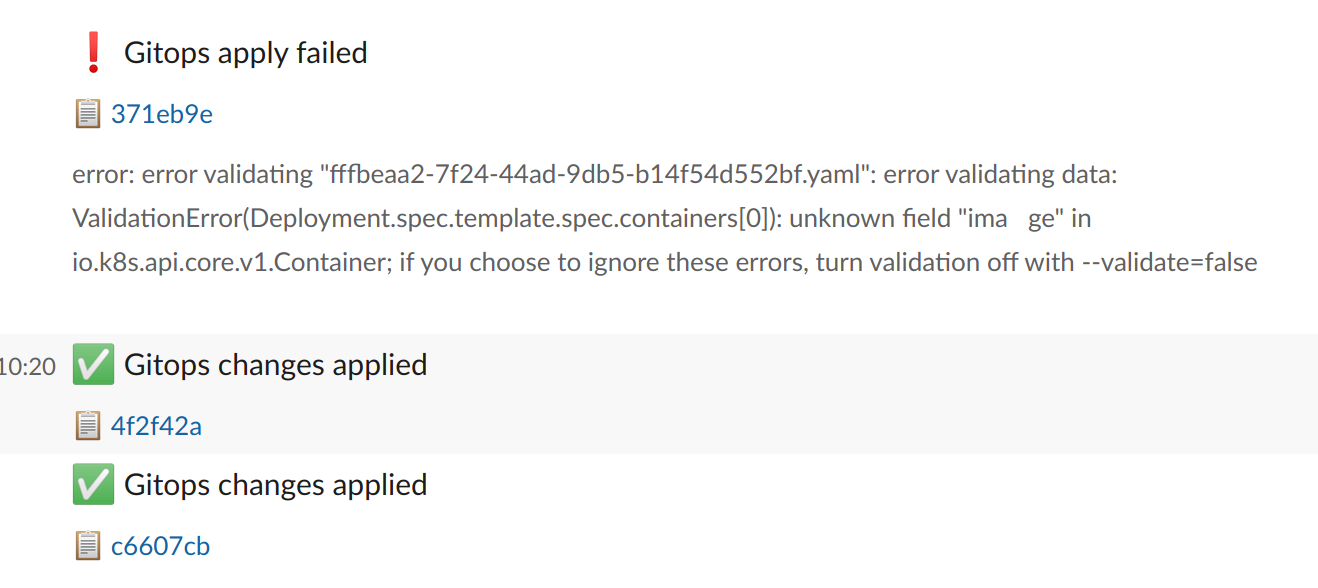 Gitops apply failed
371eb9e
error: error validating "fffbeaa2-7f24-44ad-9db5-b14f54d552bf.yaml": error validating data:
ValidationError(Deployment.spec.template.spec.containers[0]): unknown field "ima   ge" in
io.k8s.api.core.v1.Container; if you choose to ignore these errors, turn validation off with --validate=false
10:20 Gitops changes applied
4f2f42a
Gitops changes applied
c6607cb